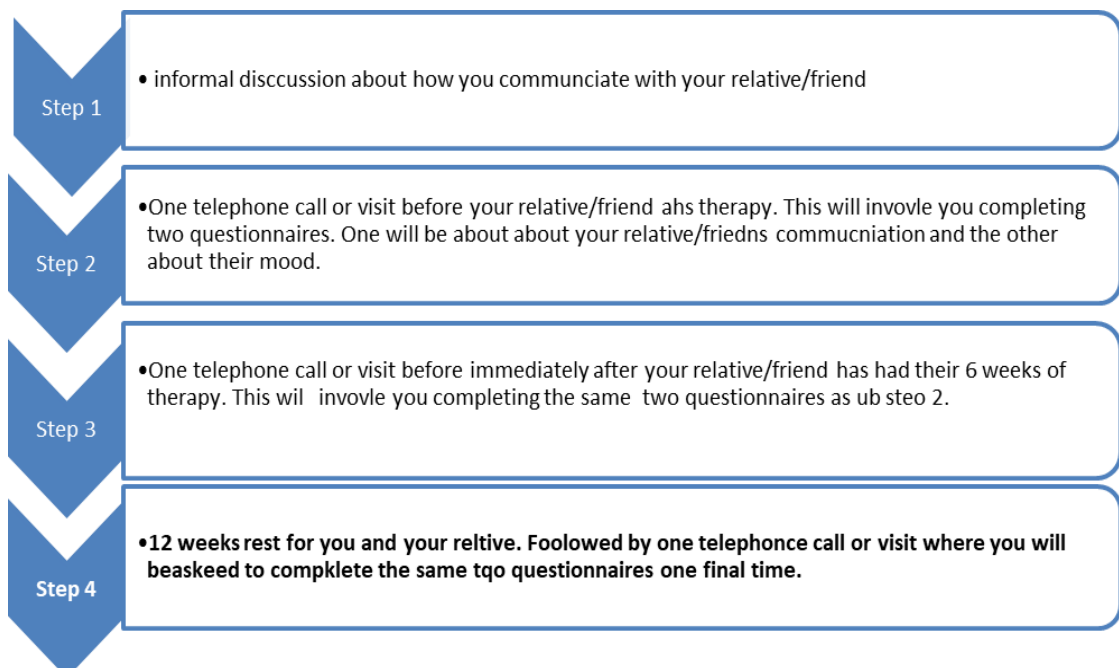 Step 1
• informal disccussion about how you communciate with your relative/friend
Step 2
•One telephone call or visit before your relative/friend ahs therapy. This will invovle you completing
two questionnaires. One will be about about your relative/friedns commucniation and the other
about their mood.
Step 3
•One telephone call or visit before immediately after your relative/friend has had their 6 weeks of
therapy. This wil invovle you completing the same two questionnaires as ub steo 2.
Step 4
•12 weeks rest for you and your reltive. Foolowed by one telephonce call or visit where you will
beaskeed to compklete the same tqo questionnaires one final time.